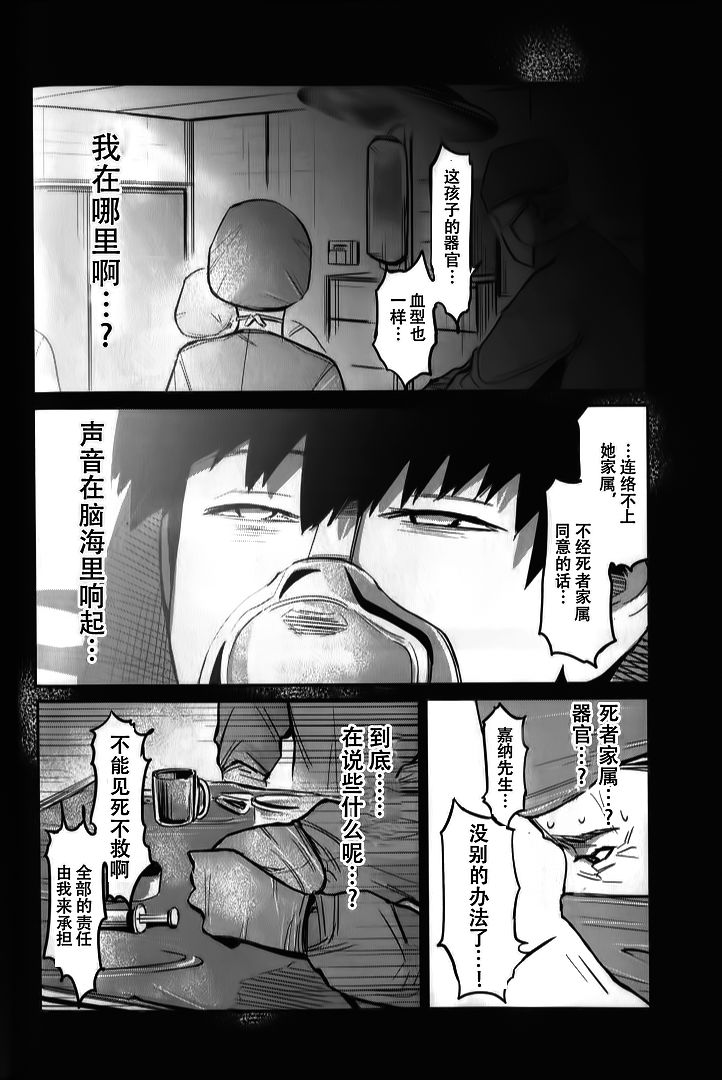 这孩子的器官…
血型也
一样…
我在哪里啊…?
…连络不上
她家属，
不经死者家属
同意的话…
声音在脑海里响起…
死者家属…?
器官…?
嘉纳先生…
没别的办法了…!
到底……
在说些什么呢…?
不能见死不救啊
全部的责任
由我来承担